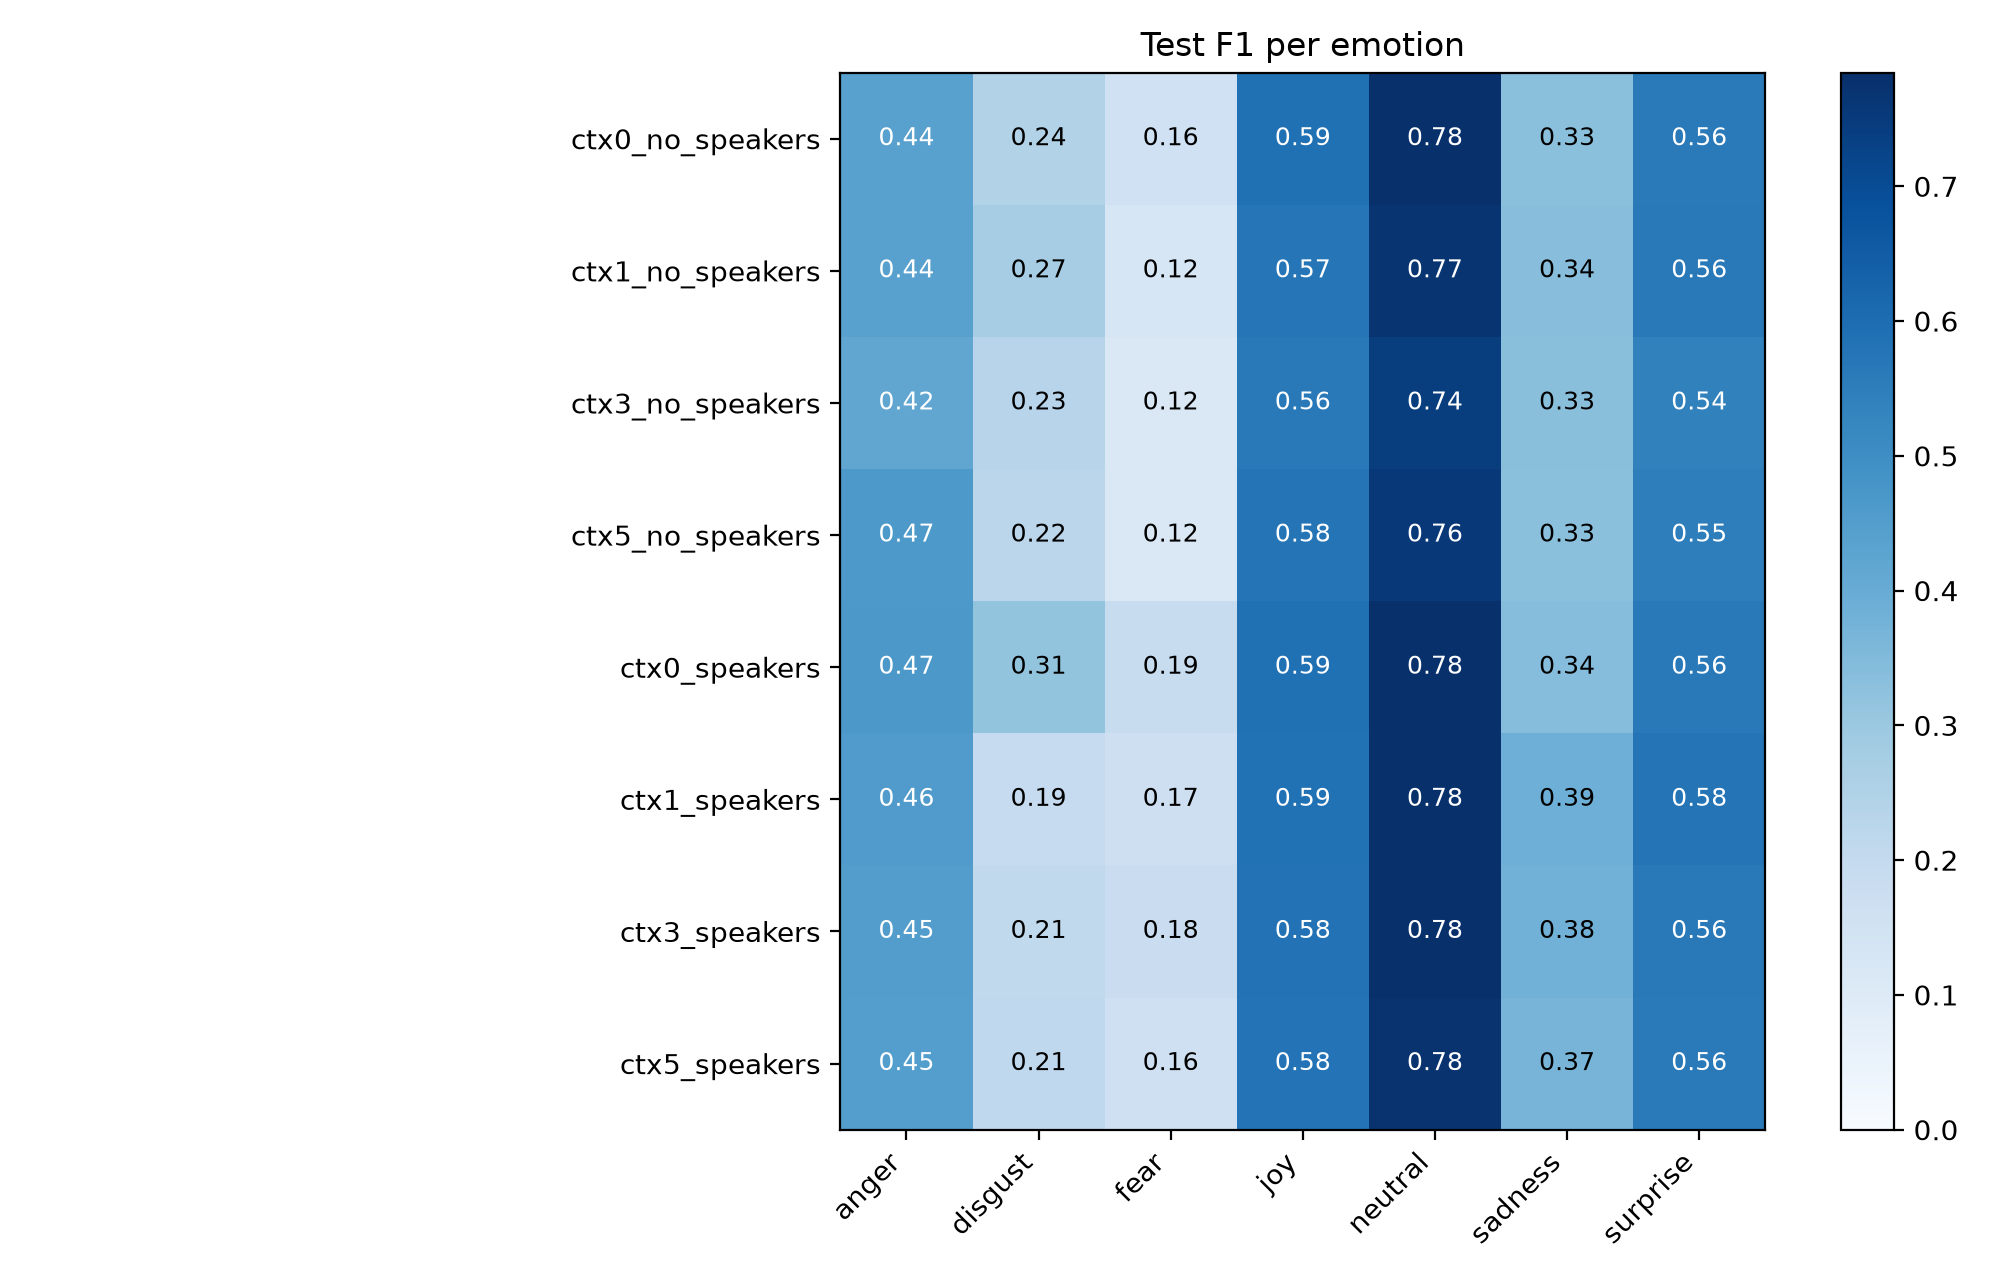 Test F1 per emotion
ctx0_no_speakers 0.44 0.24 0.16 0.59 0.78 0.33 0.56
ctx1_no_speakers 0.44 0.27 0.12 0.57 0.77 0.34 0.56
ctx3_no_speakers 0.42 0.23 0.12 0.56 0.74 0.33 0.54
ctx5_no_speakers 0.47 0.22 0.12 0.58 0.76 0.33 0.55
ctx0_speakers 0.47 0.31 0.19 0.59 0.78 0.34 0.56
ctx1_speakers 0.46 0.19 0.17 0.59 0.78 0.39 0.58
ctx3_speakers 0.45 0.21 0.18 0.58 0.78 0.38 0.56
ctx5_speakers 0.45 0.21 0.16 0.58 0.78 0.37 0.56
anger disgust fear joy neutral sadness surprise
0.7
0.6
0.5
0.4
0.3
0.2
0.1
0.0